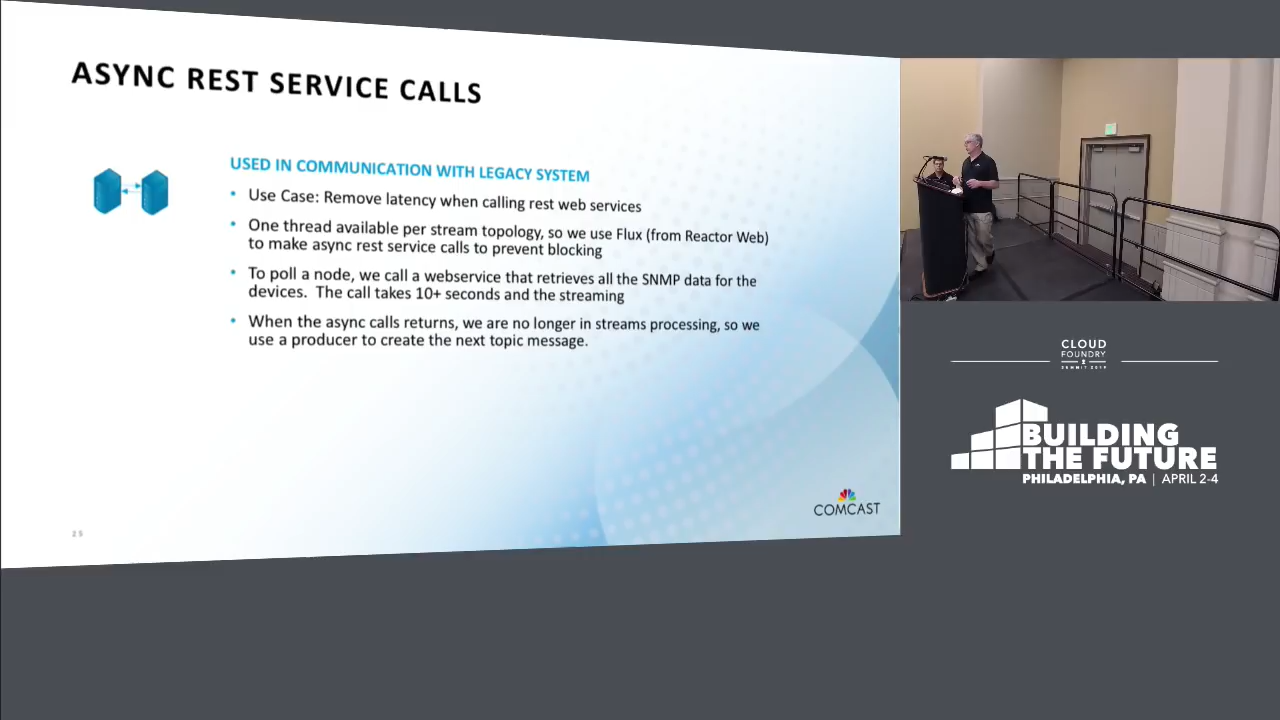 ASYNC REST SERVICE CALLS
USED IN COMMUNICATION WITH LEGACY SYSTEM
• Use Case: Remove latency when calling rest web services
• One thread available per stream topology, so we use Flux (from Reactor Web)
to make async rest service calls to prevent blocking
• To poll a node, we call a webservice that retrieves all the SNMP data for the
devices. The call takes 10+ seconds and the streaming
• When the async calls returns, we are no longer in streams processing, so we
use a producer to create the next topic message.
COMCAST
25
CLOUD
FOUNDRY
SUMMIT 2019
BUILDING
THE FUTURE
PHILADELPHIA, PA | APRIL 2-4